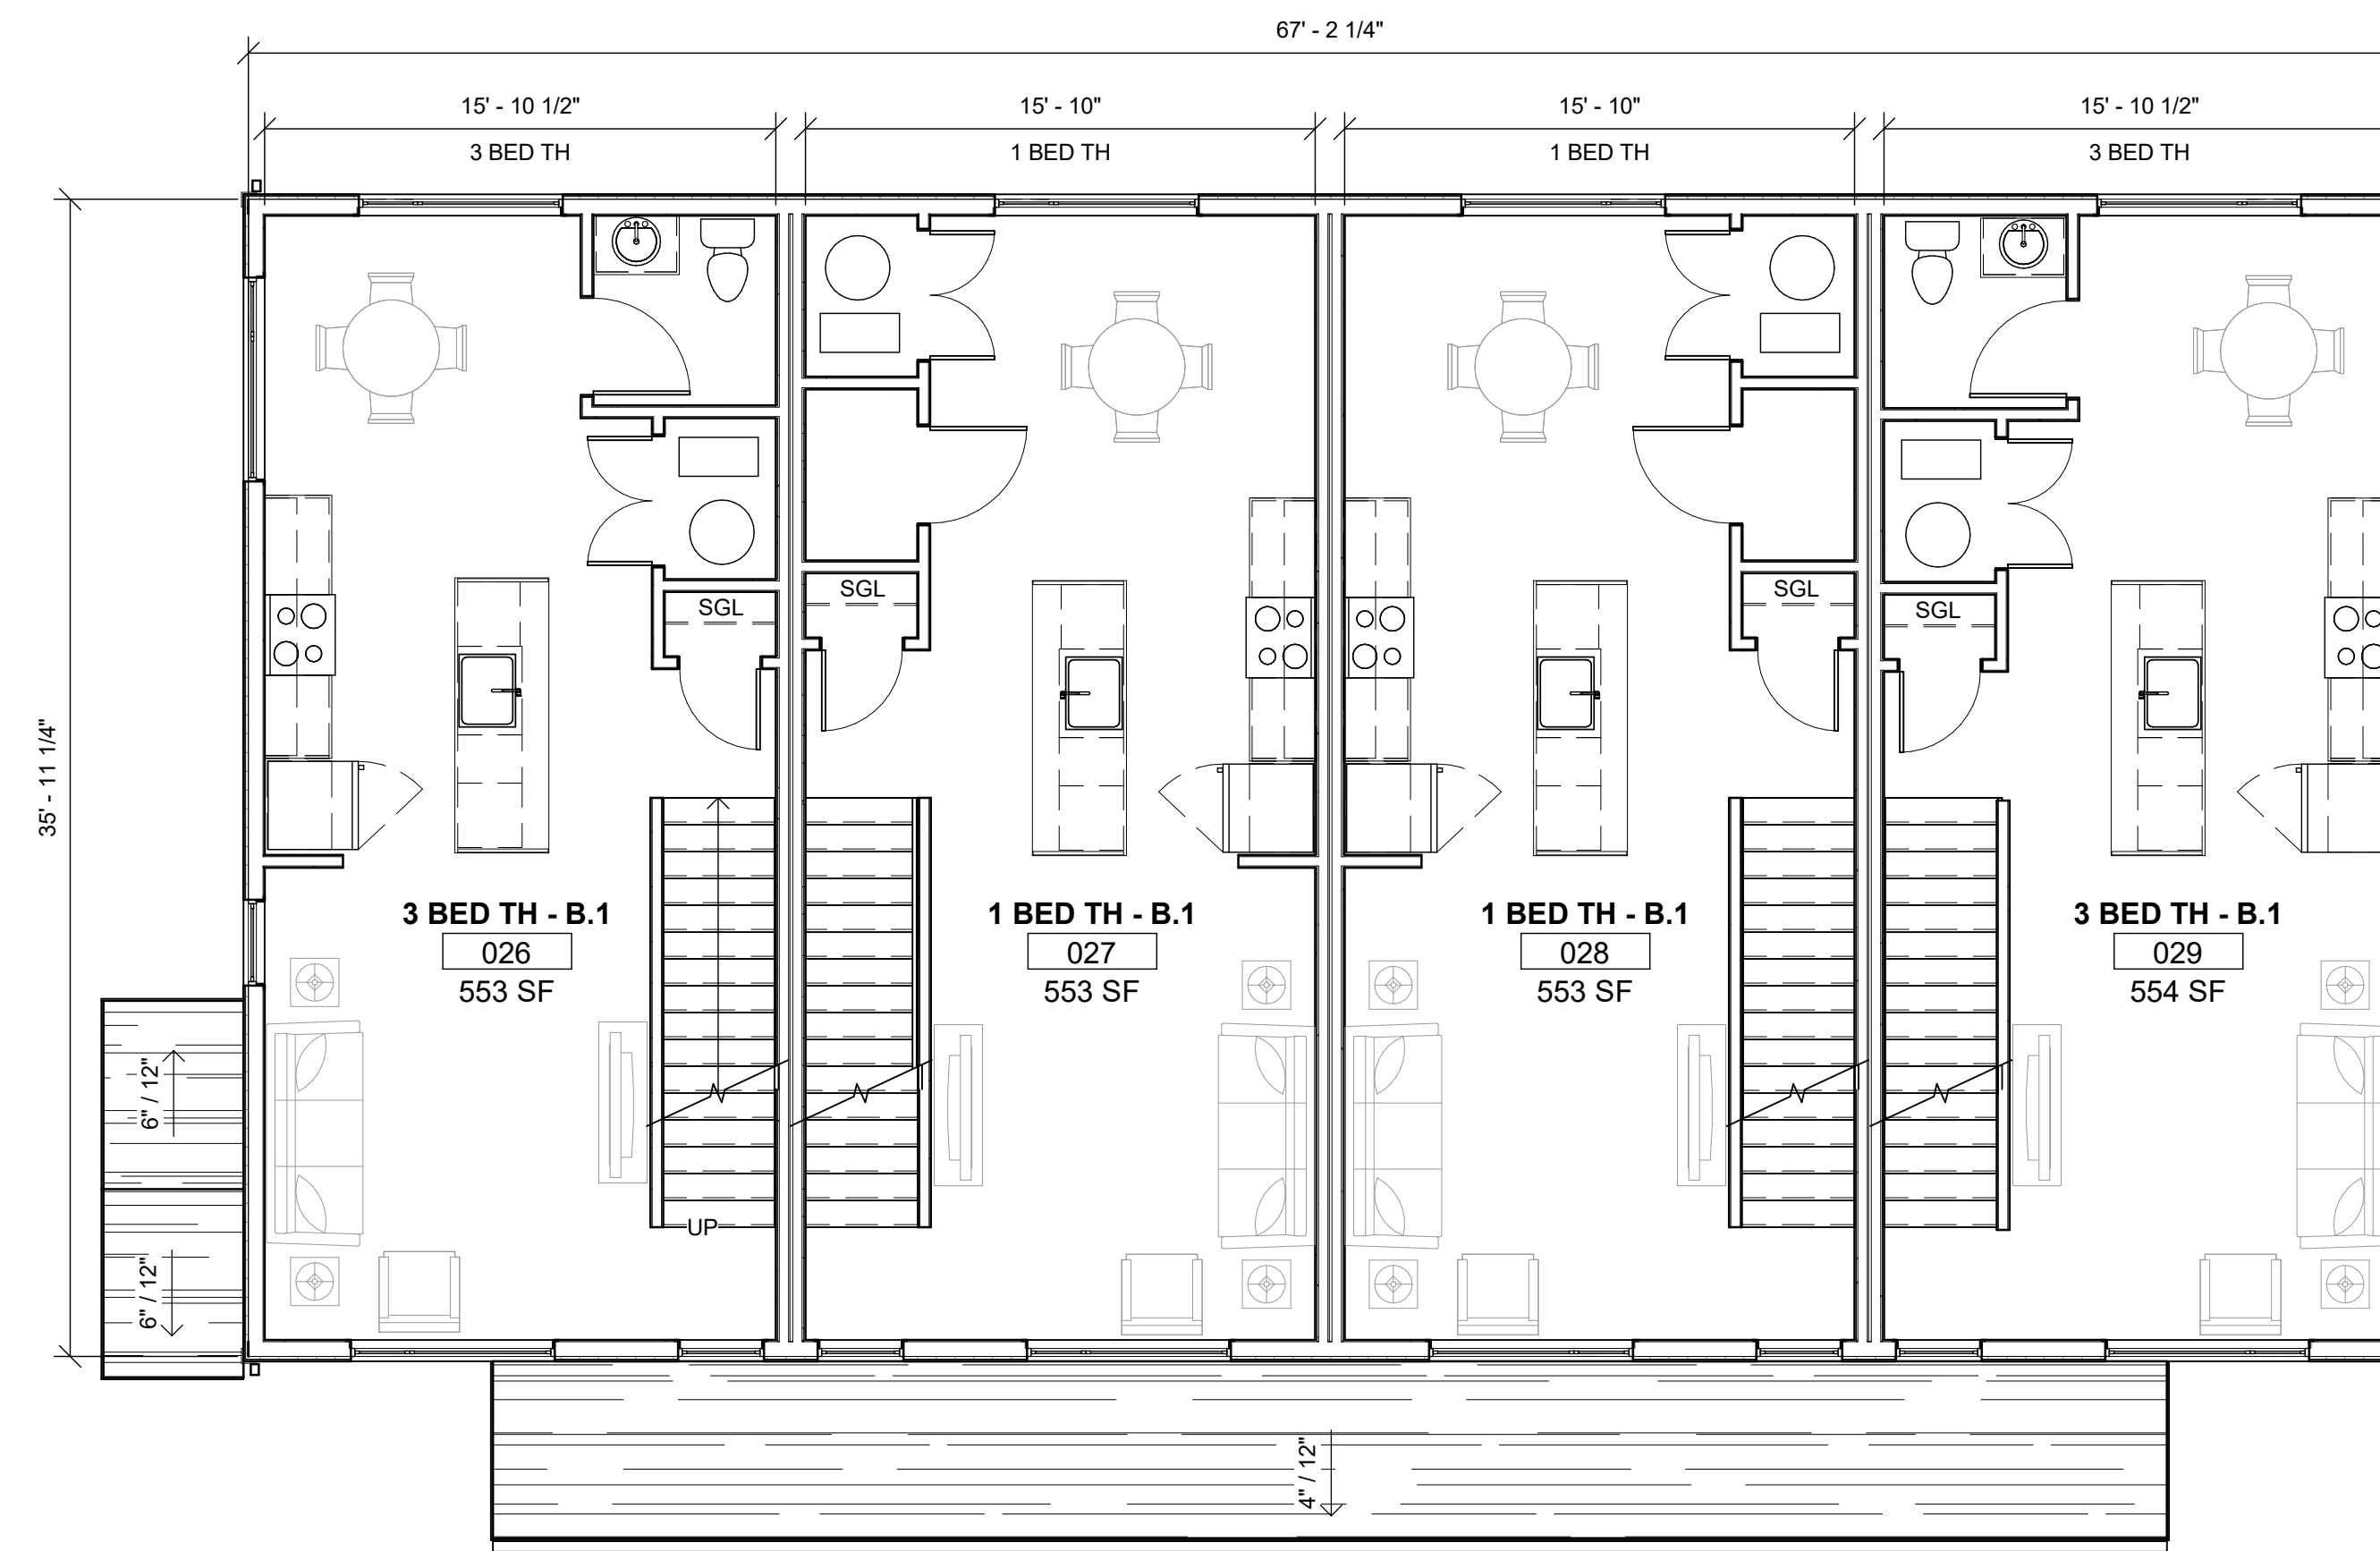 67' - 2 1/4"
15' - 10 1/2"
15' - 10"
15' - 10"
15' - 10 1/2"
3 BED TH
1 BED TH
1 BED TH
3 BED TH
SGL
SGL
SGL
SGL
35' - 11 1/4"
3 BED TH - B.1
026
553 SF
1 BED TH - B.1
027
553 SF
1 BED TH - B.1
028
553 SF
3 BED TH - B.1
029
554 SF
6" / 12"
UP
6" / 12"
4" / 12"